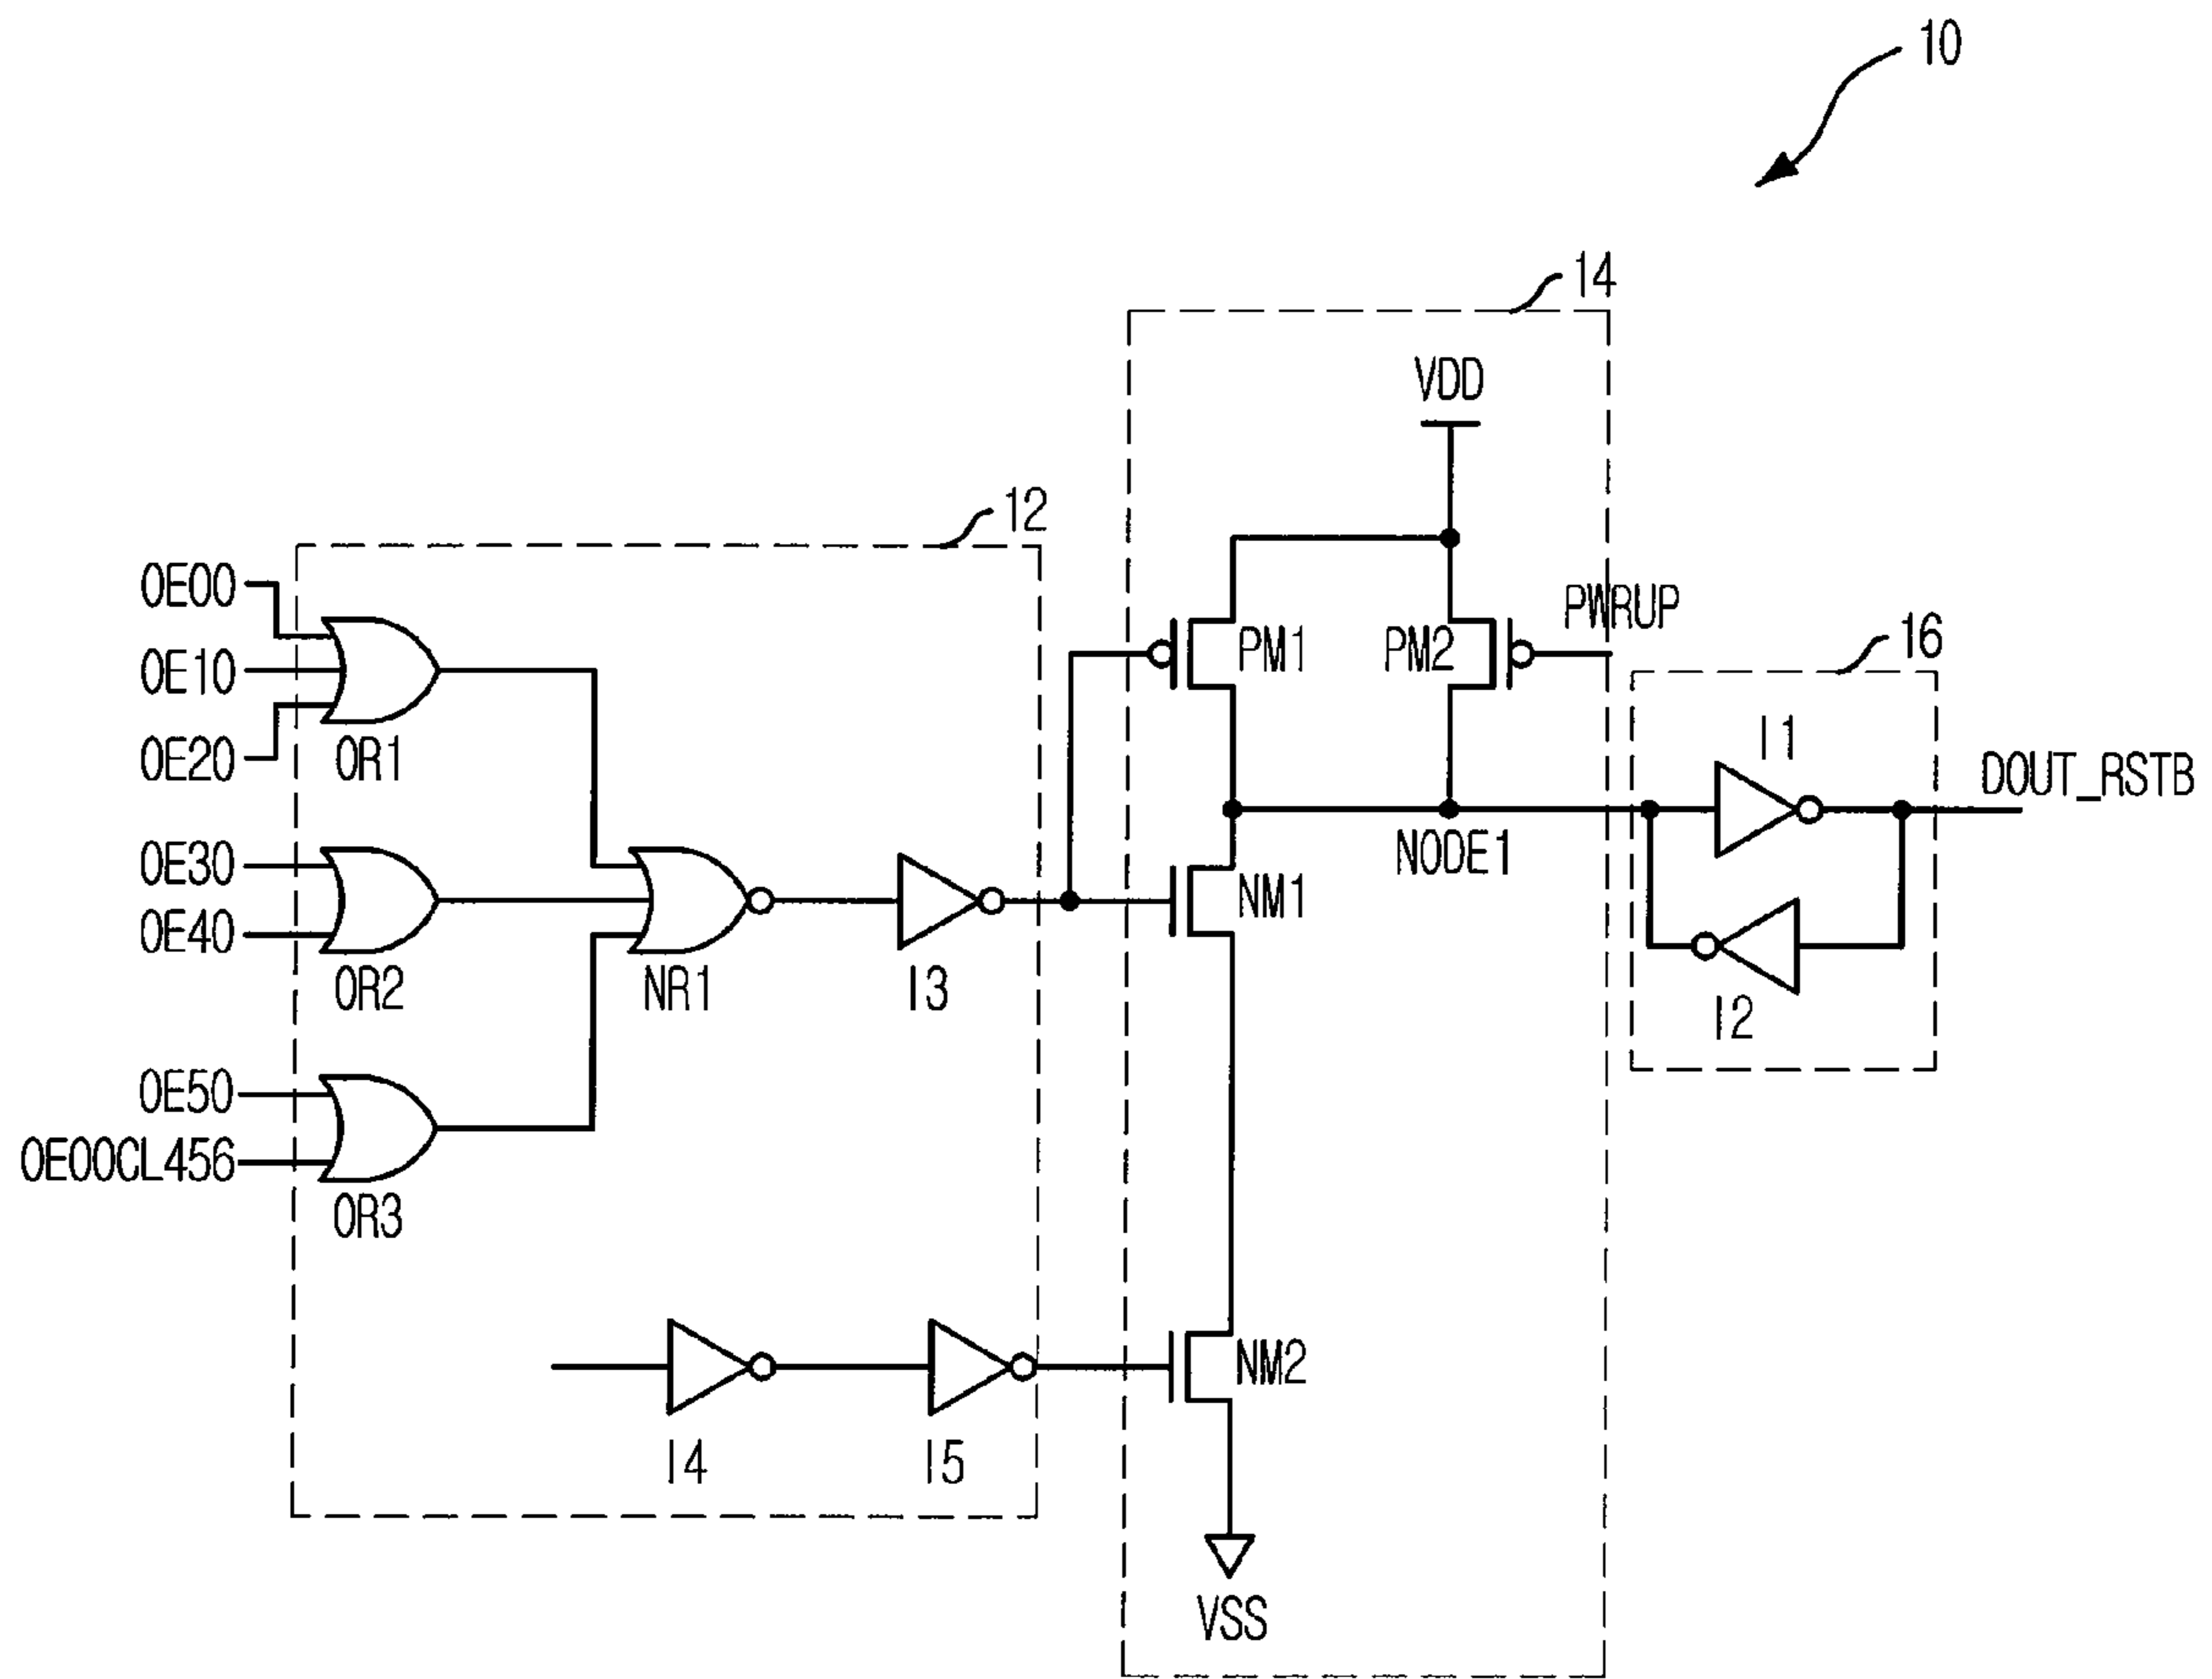 10
14
VDD
12
OE00
PWRUP
PM1
PM2
16
OE10
I1
OE20
OR1
DOUT_RSTB
NODE1
OE30
NM1
OE40
OR2
NR1
I3
I2
OE50
OE00CL456
OR3
NM2
I4
I5
VSS